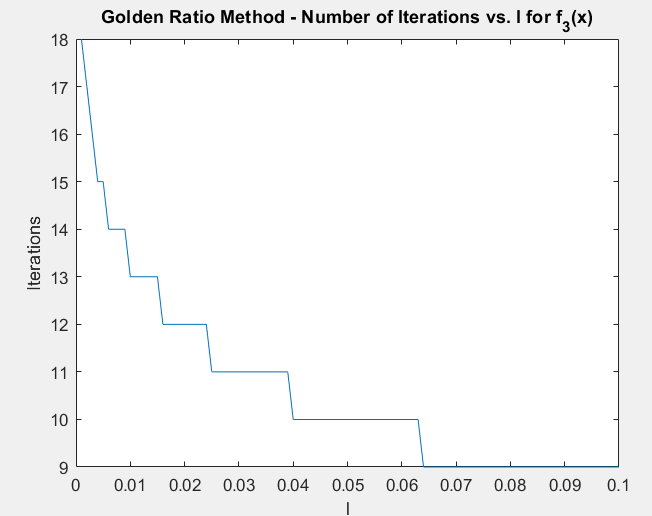 Golden Ratio Method - Number of Iterations vs. l for f3(x)
18
17
16
15
14
13
12
11
10
9
Iterations
0 0.01 0.02 0.03 0.04 0.05 0.06 0.07 0.08 0.09 0.1
l